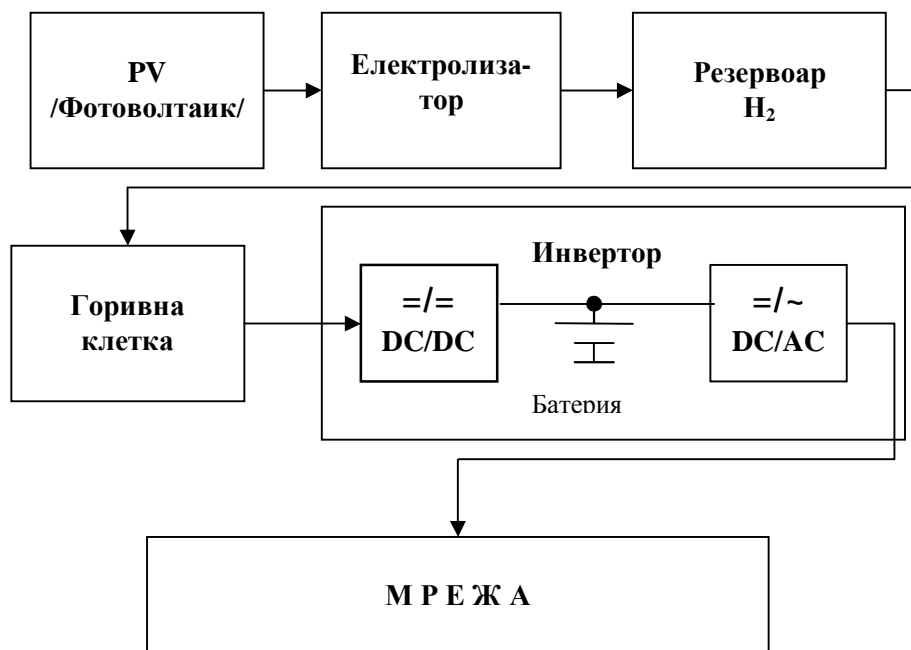 PV
/Фотоволтаик/
Електролиза-
тор
Резервоар
H₂
Горивна
клетка
Инвертор
=/=
DC/DC
=/~
DC/AC
Батерия
М Р Е Ж А